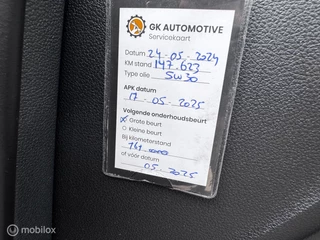 GK AUTOMOTIVE
Servicekaart
Datum 24-05-2024
KM stand 147.623
Type olie 5W30
APK datum
17-05-2025
Volgende onderhoudsbeurt
Grote beurt
Kleine beurt
Bij kilometerstand
of vóór datum
05-2025
© mobilox